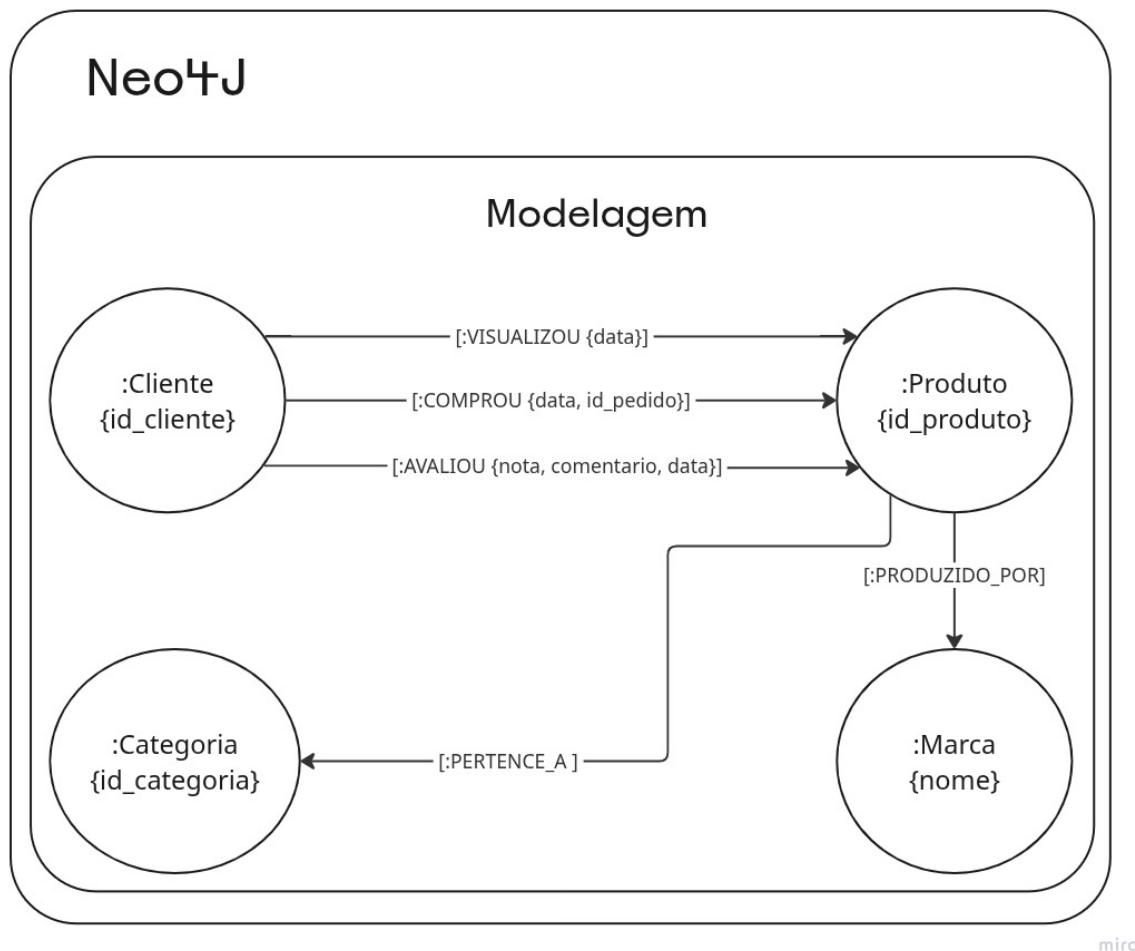 Neo4J
Modelagem
[:VISUALIZOU {data}]
:Cliente
{id_cliente}
:Produto
{id_produto}
[:COMPROU {data, id_pedido}]
[:AVALIOU {nota, comentario, data}]
[:PRODUZIDO_POR]
:Categoria
{id_categoria}
:Marca
{nome}
[:PERTENCE_A ]
miro